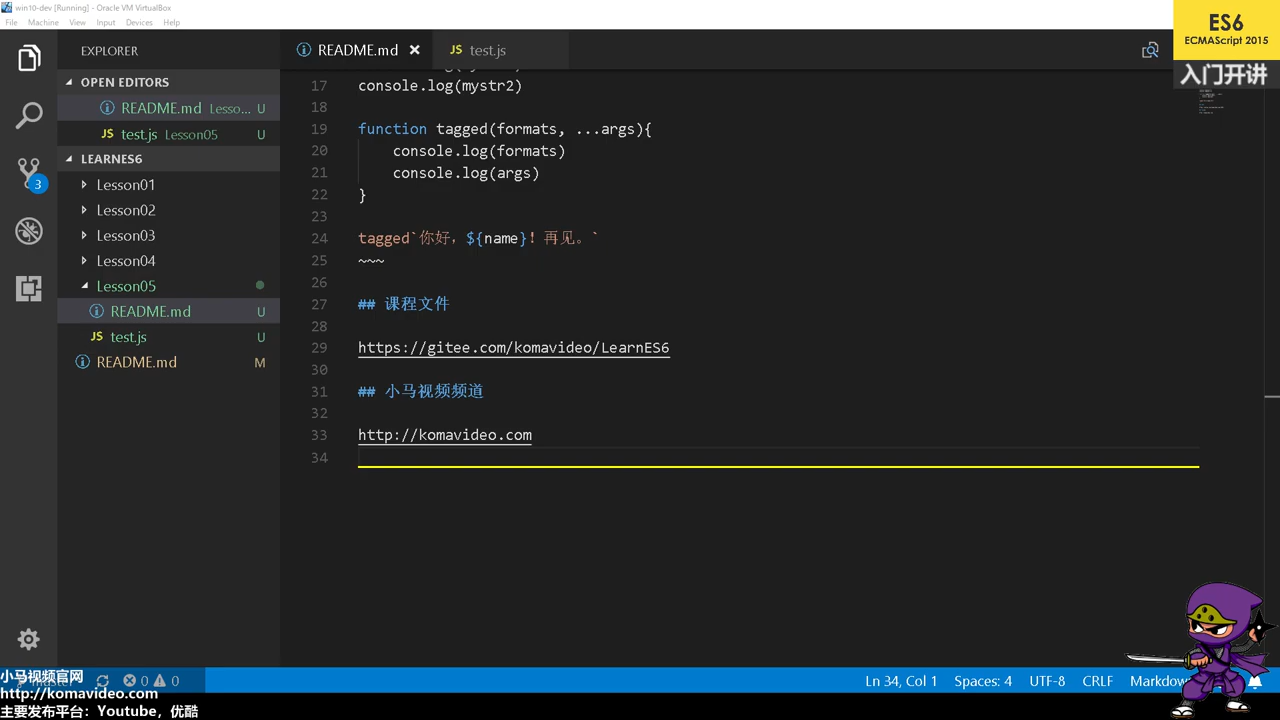 win10-dev [Running] - Oracle VM VirtualBox
File Machine View Input Devices Help
ES6
ECMAScript 2015
入门开讲
EXPLORER
README.md
JS test.js
OPEN EDITORS
README.md Lesso... U
JS test.js Lesson05 U
LEARNES6
Lesson01
Lesson02
Lesson03
Lesson04
Lesson05
README.md U
JS test.js U
README.md M
3
17 console.log(mystr2)
18
19 function tagged(formats, ...args){
20 console.log(formats)
21 console.log(args)
22 }
23
24 tagged`你好，${name}！再见。`
25 ~~~
26
27 ## 课程文件
28
29 https://gitee.com/komavideo/LearnES6
30
31 ## 小马视频频道
32
33 http://komavideo.com
34
0 0
Ln 34, Col 1 Spaces: 4 UTF-8 CRLF Markdow
小马视频官网
http://komavideo.com
主要发布平台：Youtube，优酷